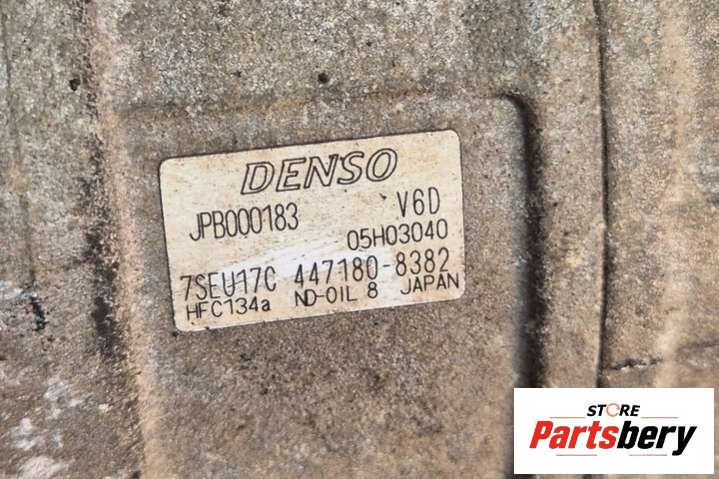 DENSO
JPB000183 V6D
05H03040
7SEU17C 447180-8382
HFC134a ND-OIL 8 JAPAN
STORE
Partsbery